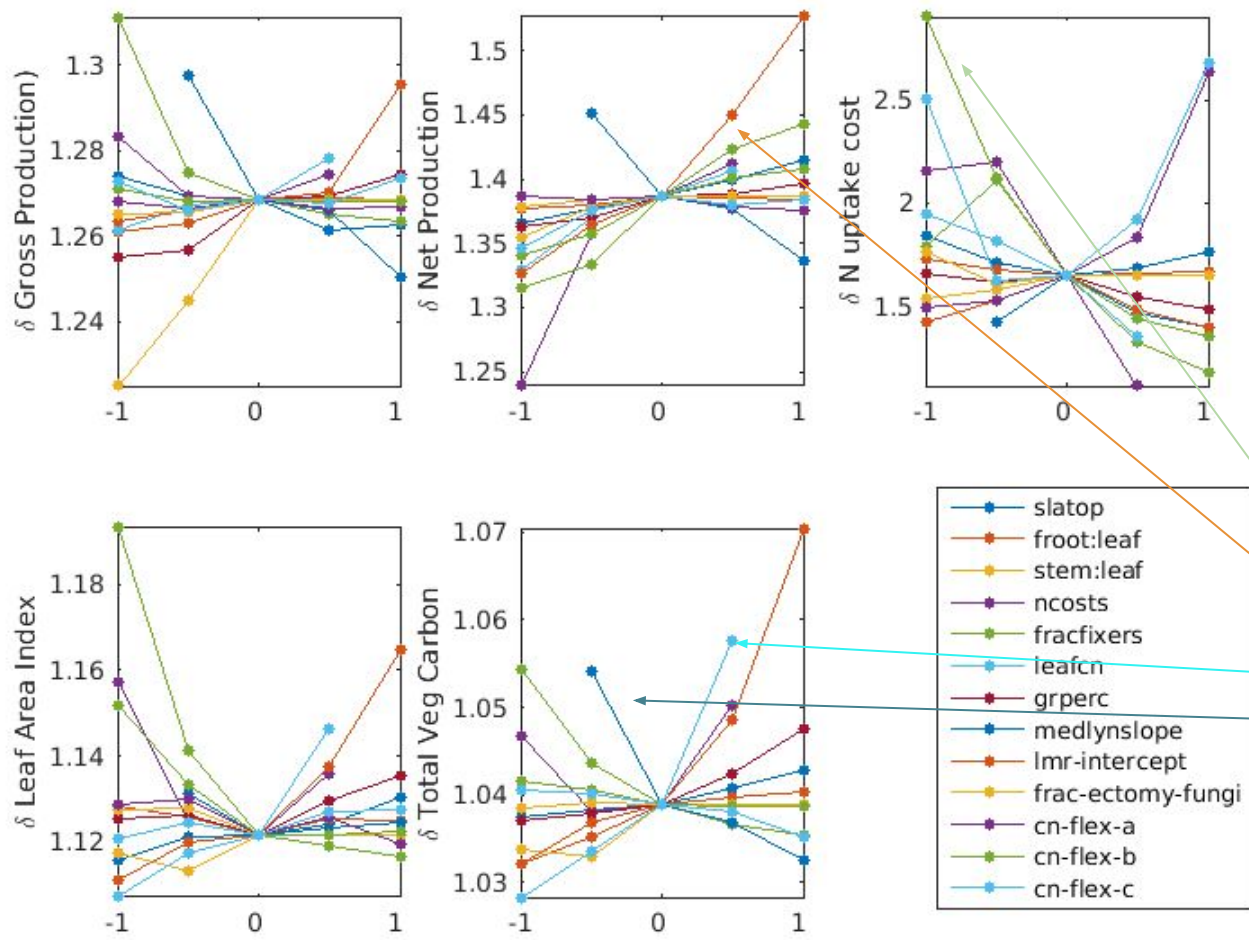 δ Gross Production)
1.3
1.28
1.26
1.24
-1 0 1
δ Net Production
1.5
1.45
1.4
1.35
1.3
1.25
-1 0 1
δ N uptake cost
2.5
2
1.5
-1 0 1
δ Leaf Area Index
1.18
1.16
1.14
1.12
-1 0 1
δ Total Veg Carbon
1.07
1.06
1.05
1.04
1.03
-1 0 1
slatop
froot:leaf
stem:leaf
ncosts
fracfixers
leafcn
grperc
medlynslope
lmr-intercept
frac-ectomy-fungi
cn-flex-a
cn-flex-b
cn-flex-c